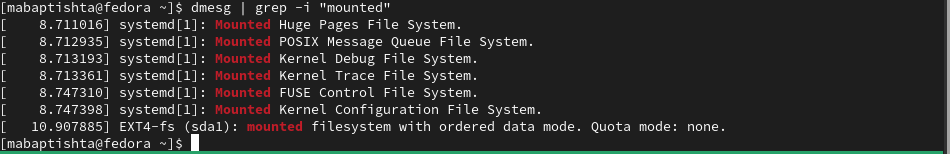 [mabaptishta@fedora ~]$ dmesg | grep -i "mounted"
[    8.711016] systemd[1]: Mounted Huge Pages File System.
[    8.712935] systemd[1]: Mounted POSIX Message Queue File System.
[    8.713193] systemd[1]: Mounted Kernel Debug File System.
[    8.713361] systemd[1]: Mounted Kernel Trace File System.
[    8.747310] systemd[1]: Mounted FUSE Control File System.
[    8.747398] systemd[1]: Mounted Kernel Configuration File System.
[   10.907885] EXT4-fs (sda1): mounted filesystem with ordered data mode. Quota mode: none.
[mabaptishta@fedora ~]$